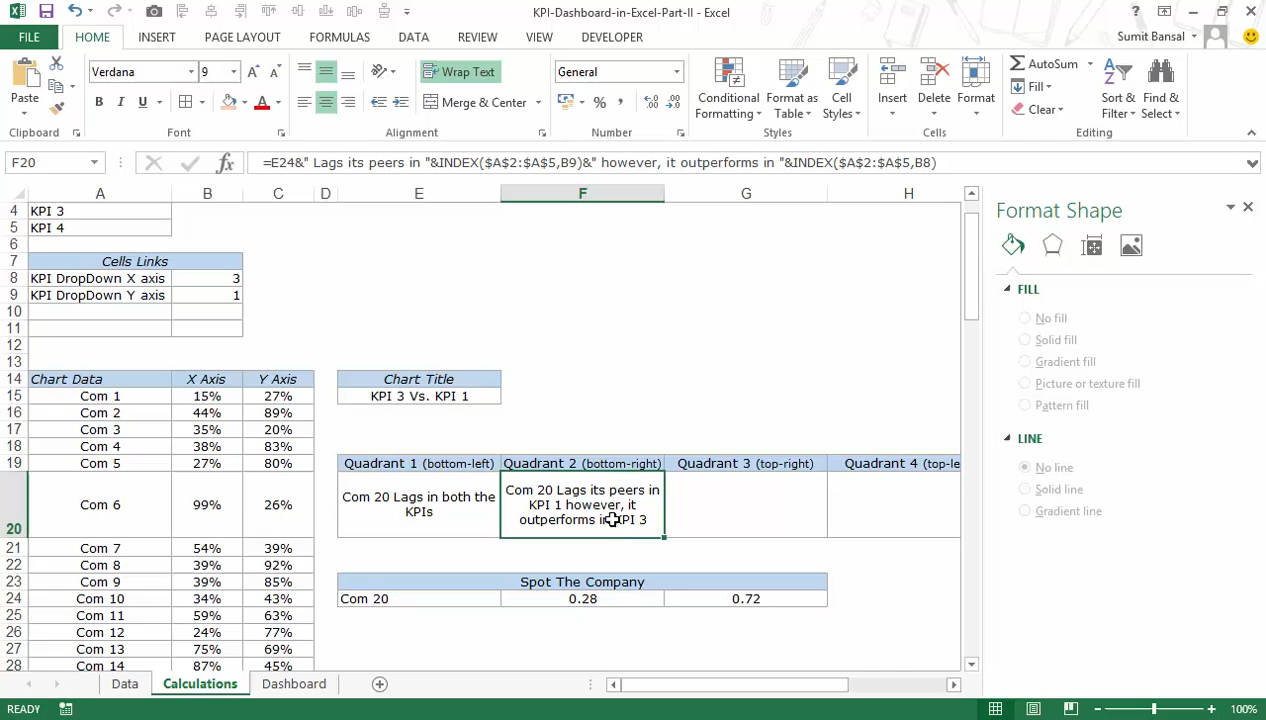 KPI-Dashboard-in-Excel-Part-II - Excel
FILE HOME INSERT PAGE LAYOUT FORMULAS DATA REVIEW VIEW DEVELOPER Sumit Bansal
Paste Verdana 9 B I U A A A Wrap Text Merge & Center General % , Conditional Formatting Format as Table Cell Styles Insert Delete Format AutoSum Fill Clear Sort & Filter Find & Select
Clipboard Font Alignment Number Styles Cells Editing
F20 fx =E24&" Lags its peers in "&INDEX($A$2:$A$5,B9)&" however, it outperforms in "&INDEX($A$2:$A$5,B8)
A B C D E F G H
4 KPI 3
5 KPI 4
6
7 Cells Links
8 KPI DropDown X axis 3
9 KPI DropDown Y axis 1
10
11
12
13
14 Chart Data X Axis Y Axis Chart Title
15 Com 1 15% 27% KPI 3 Vs. KPI 1
16 Com 2 44% 89%
17 Com 3 35% 20%
18 Com 4 38% 83%
19 Com 5 27% 80% Quadrant 1 (bottom-left) Quadrant 2 (bottom-right) Quadrant 3 (top-right) Quadrant 4 (top-le
20 Com 6 99% 26% Com 20 Lags in both the KPIs Com 20 Lags its peers in KPI 1 however, it outperforms in KPI 3
21 Com 7 54% 39%
22 Com 8 39% 92%
23 Com 9 39% 85% Spot The Company
24 Com 10 34% 43% Com 20 0.28 0.72
25 Com 11 59% 63%
26 Com 12 24% 77%
27 Com 13 75% 69%
28 Com 14 87% 45%
Data Calculations Dashboard
READY 100%
Format Shape
FILL
No fill
Solid fill
Gradient fill
Picture or texture fill
Pattern fill
LINE
No line
Solid line
Gradient line